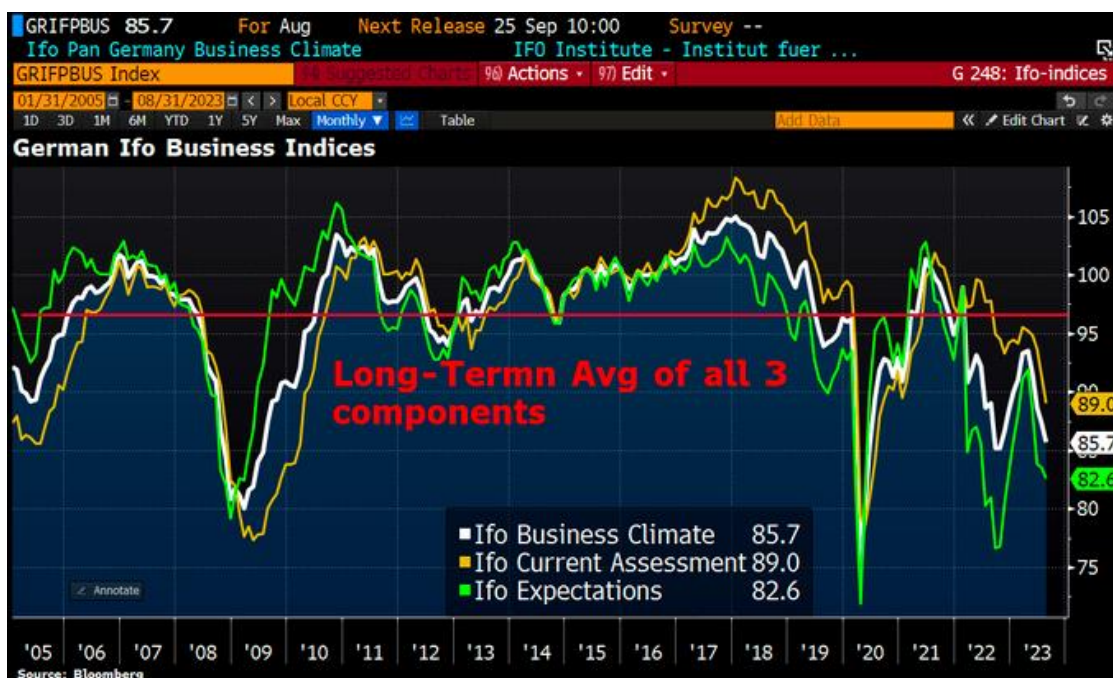 GRIFPBUS 85.7 For Aug Next Release 25 Sep 10:00 Survey --
Ifo Pan Germany Business Climate IFO Institute - Institut fuer ...
GRIFPBUS Index 94 Suggested Charts 96) Actions 97) Edit G 248: Ifo-indices
01/31/2005 - 08/31/2023 < > Local CCY
1D 3D 1M 6M YTD 1Y 5Y Max Monthly ▼ Table Add Data « Edit Chart
German Ifo Business Indices
105
100
95
Long-Termn Avg of all 3
components
90
89.0
85.7
85
82.6
80
75
Ifo Business Climate 85.7
Ifo Current Assessment 89.0
Ifo Expectations 82.6
Annotate
'05 '06 '07 '08 '09 '10 '11 '12 '13 '14 '15 '16 '17 '18 '19 '20 '21 '22 '23
Source: Bloomberg